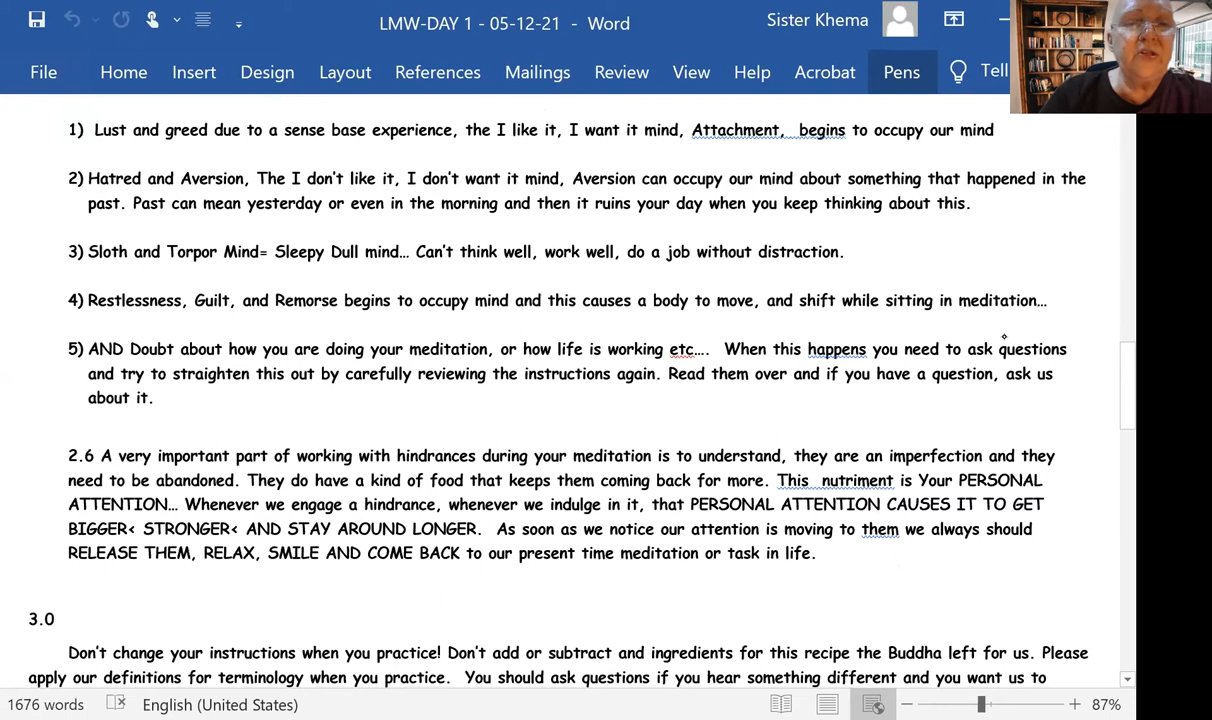 LMW-DAY 1 - 05-12-21 - Word
Sister Khema
File Home Insert Design Layout References Mailings Review View Help Acrobat Pens Tell
1) Lust and greed due to a sense base experience, the I like it, I want it mind, Attachment, begins to occupy our mind
2) Hatred and Aversion, The I don't like it, I don't want it mind, Aversion can occupy our mind about something that happened in the
past. Past can mean yesterday or even in the morning and then it ruins your day when you keep thinking about this.
3) Sloth and Torpor Mind= Sleepy Dull mind... Can't think well, work well, do a job without distraction.
4) Restlessness, Guilt, and Remorse begins to occupy mind and this causes a body to move, and shift while sitting in meditation...
5) AND Doubt about how you are doing your meditation, or how life is working etc.... When this happens you need to ask questions
and try to straighten this out by carefully reviewing the instructions again. Read them over and if you have a question, ask us
about it.
2.6 A very important part of working with hindrances during your meditation is to understand, they are an imperfection and they
need to be abandoned. They do have a kind of food that keeps them coming back for more. This nutriment is Your PERSONAL
ATTENTION... Whenever we engage a hindrance, whenever we indulge in it, that PERSONAL ATTENTION CAUSES IT TO GET
BIGGER< STRONGER< AND STAY AROUND LONGER. As soon as we notice our attention is moving to them we always should
RELEASE THEM, RELAX, SMILE AND COME BACK to our present time meditation or task in life.
3.0
Don't change your instructions when you practice! Don't add or subtract and ingredients for this recipe the Buddha left for us. Please
apply our definitions for terminology when you practice. You should ask questions if you hear something different and you want us to
1676 words English (United States) 87%